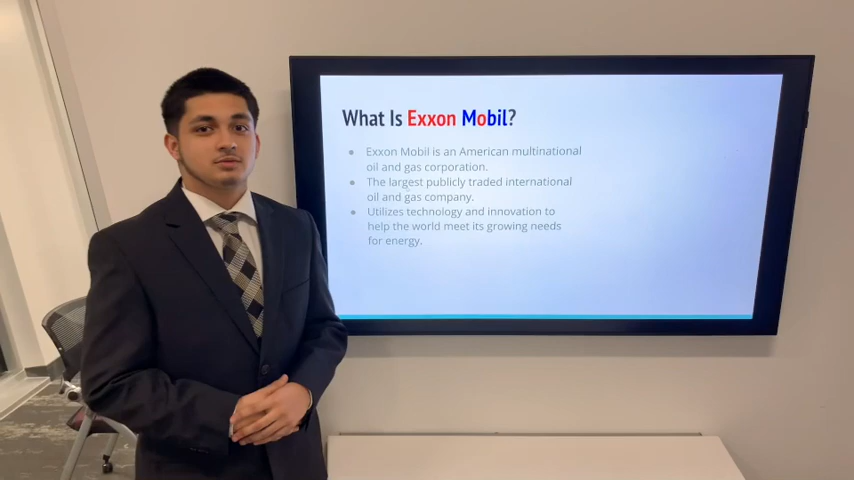 What Is Exxon Mobil?
● Exxon Mobil is an American multinational
oil and gas corporation.
● The largest publicly traded international
oil and gas company.
● Utilizes technology and innovation to
help the world meet its growing needs
for energy.